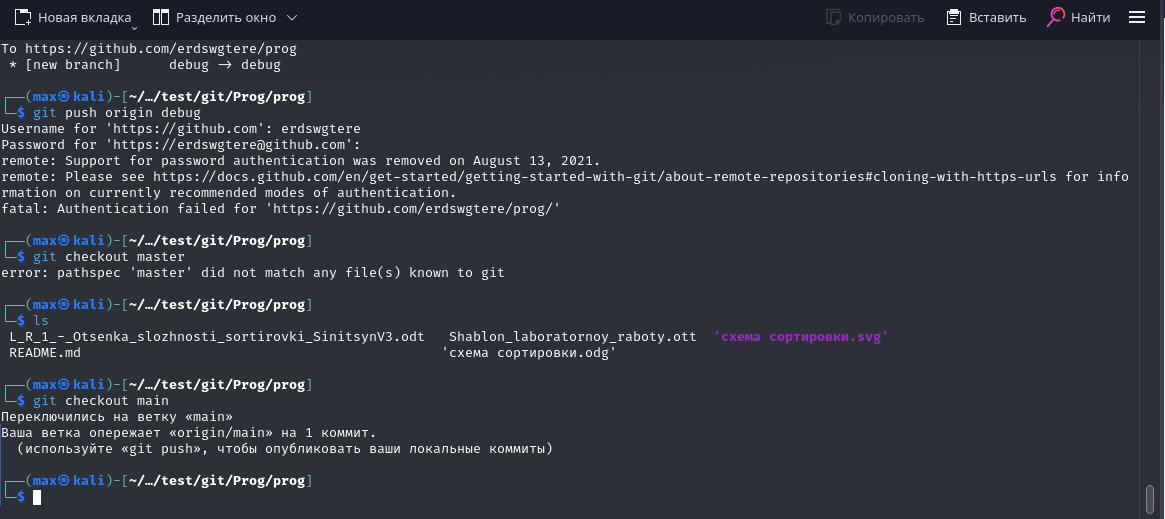 Новая вкладка Разделить окно Копировать Вставить Найти
To https://github.com/erdswgtere/prog
 * [new branch]      debug → debug
┌──(max㉿kali)-[~/…/test/git/Prog/prog]
└─$ git push origin debug
Username for 'https://github.com': erdswgtere
Password for 'https://erdswgtere@github.com':
remote: Support for password authentication was removed on August 13, 2021.
remote: Please see https://docs.github.com/en/get-started/getting-started-with-git/about-remote-repositories#cloning-with-https-urls for info
rmation on currently recommended modes of authentication.
fatal: Authentication failed for 'https://github.com/erdswgtere/prog/'
┌──(max㉿kali)-[~/…/test/git/Prog/prog]
└─$ git checkout master
error: pathspec 'master' did not match any file(s) known to git
┌──(max㉿kali)-[~/…/test/git/Prog/prog]
└─$ ls
 L_R_1_-_Otsenka_slozhnosti_sortirovki_SinitsynV3.odt   Shablon_laboratornoy_raboty.ott  'схема сортировки.svg'
 README.md                                             'схема сортировки.odg'
┌──(max㉿kali)-[~/…/test/git/Prog/prog]
└─$ git checkout main
Переключились на ветку «main»
Ваша ветка опережает «origin/main» на 1 коммит.
  (используйте «git push», чтобы опубликовать ваши локальные коммиты)
┌──(max㉿kali)-[~/…/test/git/Prog/prog]
└─$